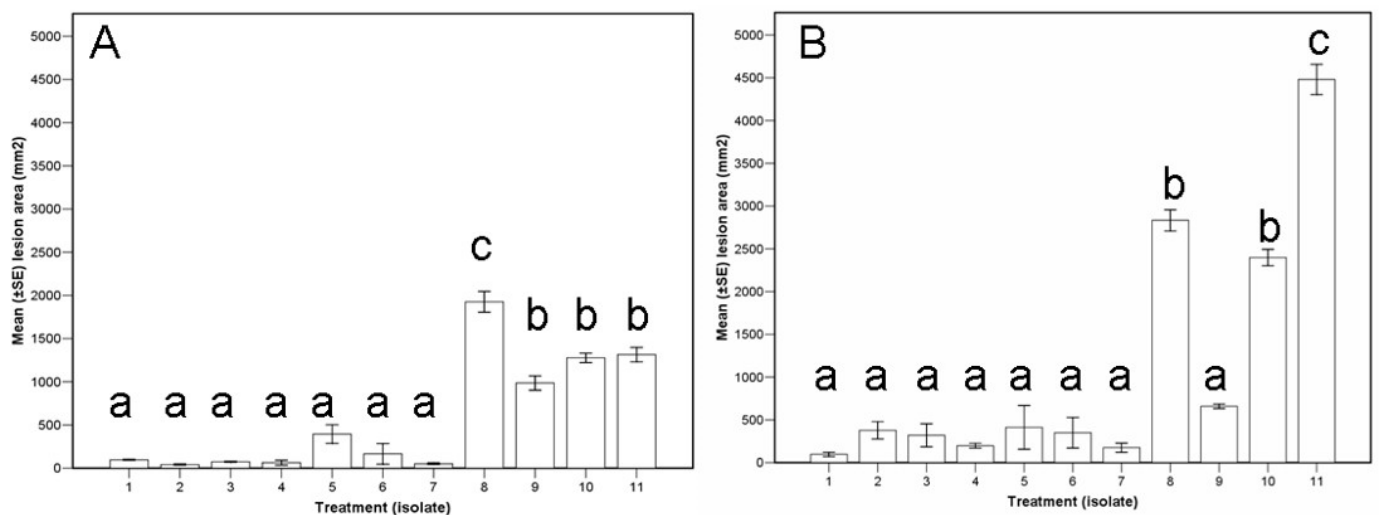 A
5000
4500
4000
3500
3000
2500
2000
1500
1000
500
0
Mean (±SE) lesion area (mm2)
c
b b b
a a a a a a a
1 2 3 4 5 6 7 8 9 10 11
Treatment (isolate)
B
5000
4500
4000
3500
3000
2500
2000
1500
1000
500
0
Mean (±SE) lesion area (mm2)
c
b
b
a a a a a a a a
1 2 3 4 5 6 7 8 9 10 11
Treatment (isolate)